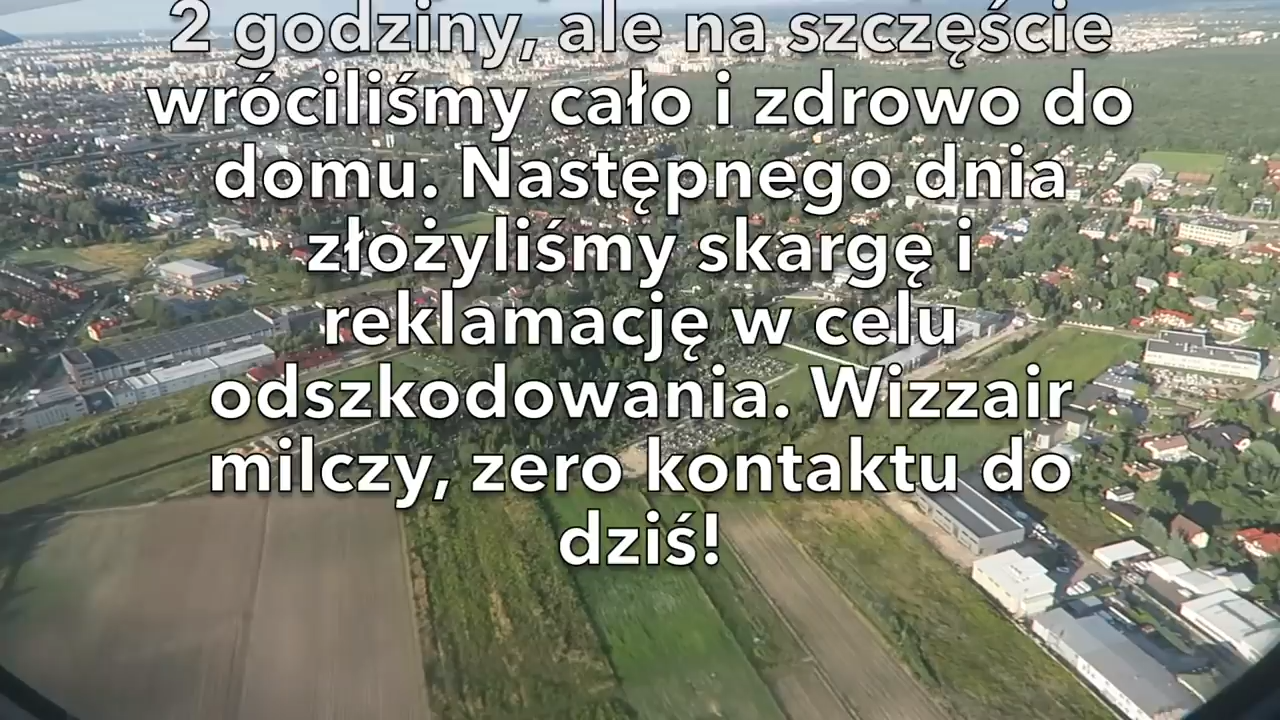 2 godziny, ale na szczęście
wróciliśmy cało i zdrowo do
domu. Następnego dnia
złożyliśmy skargę i
reklamację w celu
odszkodowania. Wizzair
milczy, zero kontaktu do
dziś!